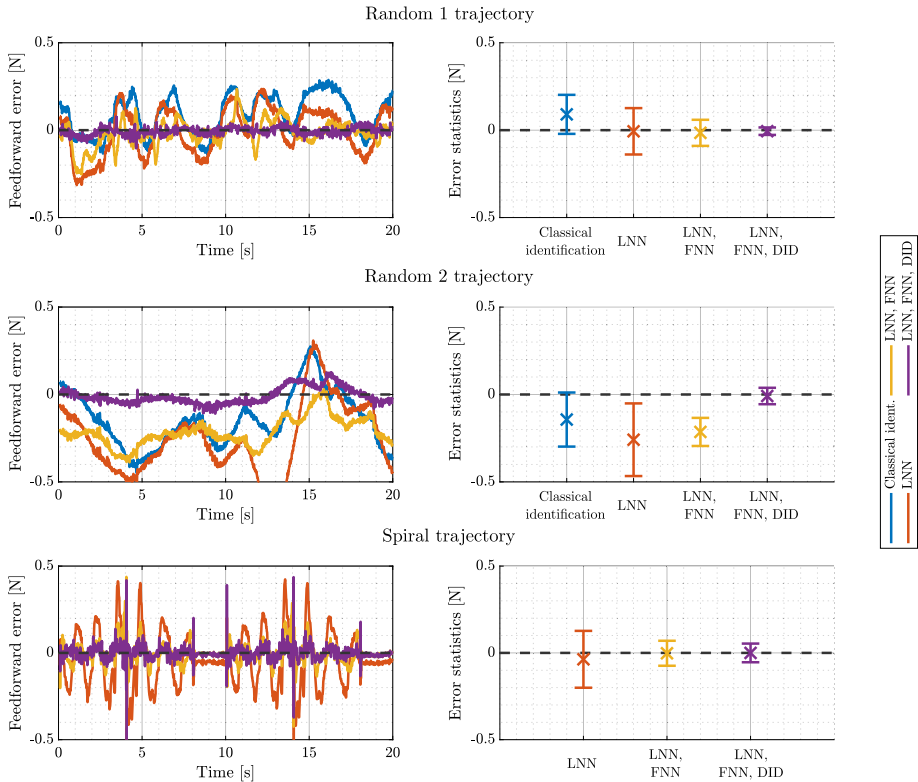 Random 1 trajectory
Feedforward error [N]
0.5
0
-0.5
0
5
10
15
20
Time [s]
Error statistics [N]
0.5
0
-0.5
Classical
identification
LNN
LNN,
FNN
LNN,
FNN, DID
Random 2 trajectory
Feedforward error [N]
0.5
0
-0.5
0
5
10
15
20
Time [s]
Error statistics [N]
0.5
0
-0.5
Classical
identification
LNN
LNN,
FNN
LNN,
FNN, DID
Spiral trajectory
Feedforward error [N]
0.5
0
-0.5
0
5
10
15
20
Time [s]
Error statistics [N]
0.5
0
-0.5
LNN
LNN,
FNN
LNN,
FNN, DID
Classical ident.
LNN, FNN
LNN
LNN, FNN, DID